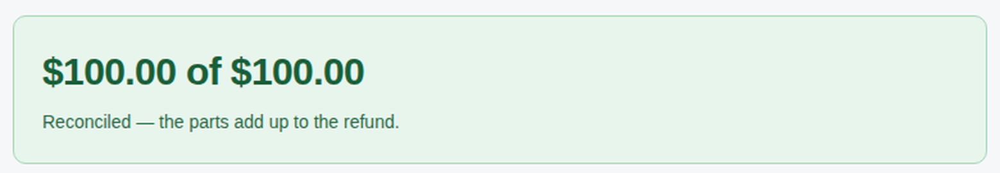 $100.00 of $100.00
Reconciled — the parts add up to the refund.